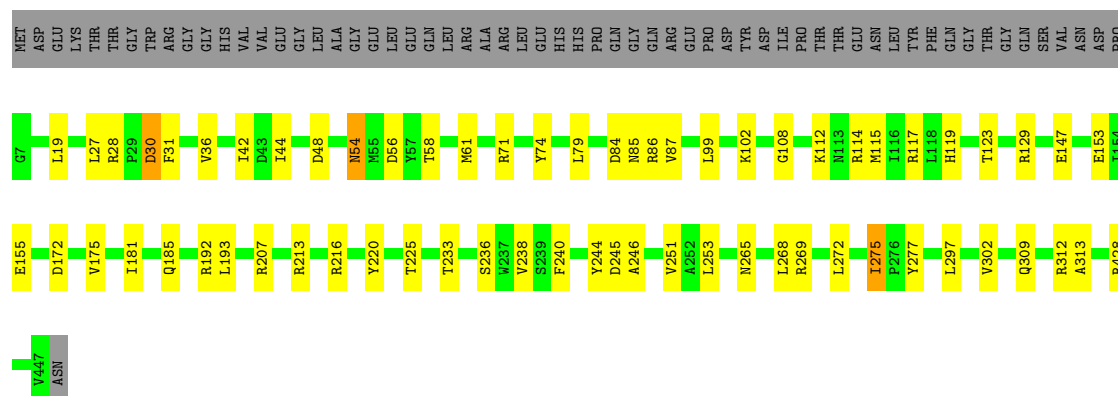 MET ASP GLU LYS THR THR GLY TRP ARG GLY GLY HIS VAL VAL GLU GLY LEU ALA GLY GLU LEU GLU GLN LEU ARG ALA ARG LEU GLU HIS HIS PRO GLN GLY GLN ARG GLU PRO ASP TYR ASP ILE PRO THR THR GLU ASN LEU TYR PHE GLN GLY THR GLY GLN SER VAL ASN ASP PRO
G7 L19 L27 R28 P29 D30 F31 V36 I42 D43 I44 D48 N54 M55 D56 Y57 T58 M61 R71 Y74 L79 D84 N85 R86 V87 L99 K102 G108 K112 N113 R114 M115 I116 R117 L118 H119 T123 R129 E147 E153 I154
E155 D172 V175 I181 Q185 R192 L193 R207 R213 R216 Y220 T225 T233 S236 W237 V238 S239 F240 Y244 D245 A246 V251 A252 L253 N265 L268 R269 L272 I275 P276 Y277 L297 V302 Q309 R312 A313
V447 ASN